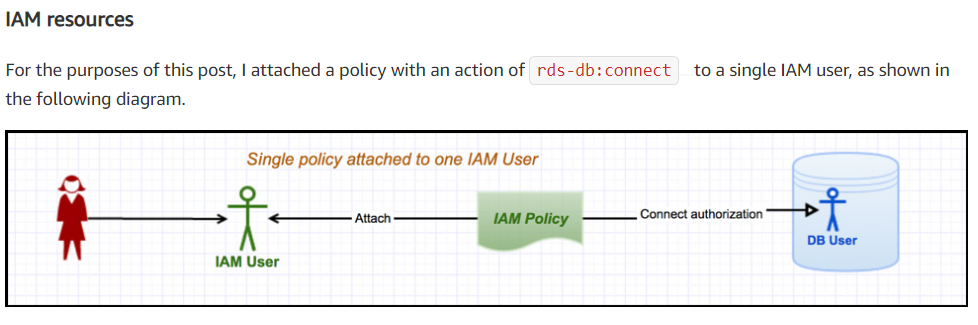 IAM resources
For the purposes of this post, I attached a policy with an action of rds-db:connect to a single IAM user, as shown in
the following diagram.
Single policy attached to one IAM User
Attach
IAM Policy
Connect authorization
DB User
IAM User